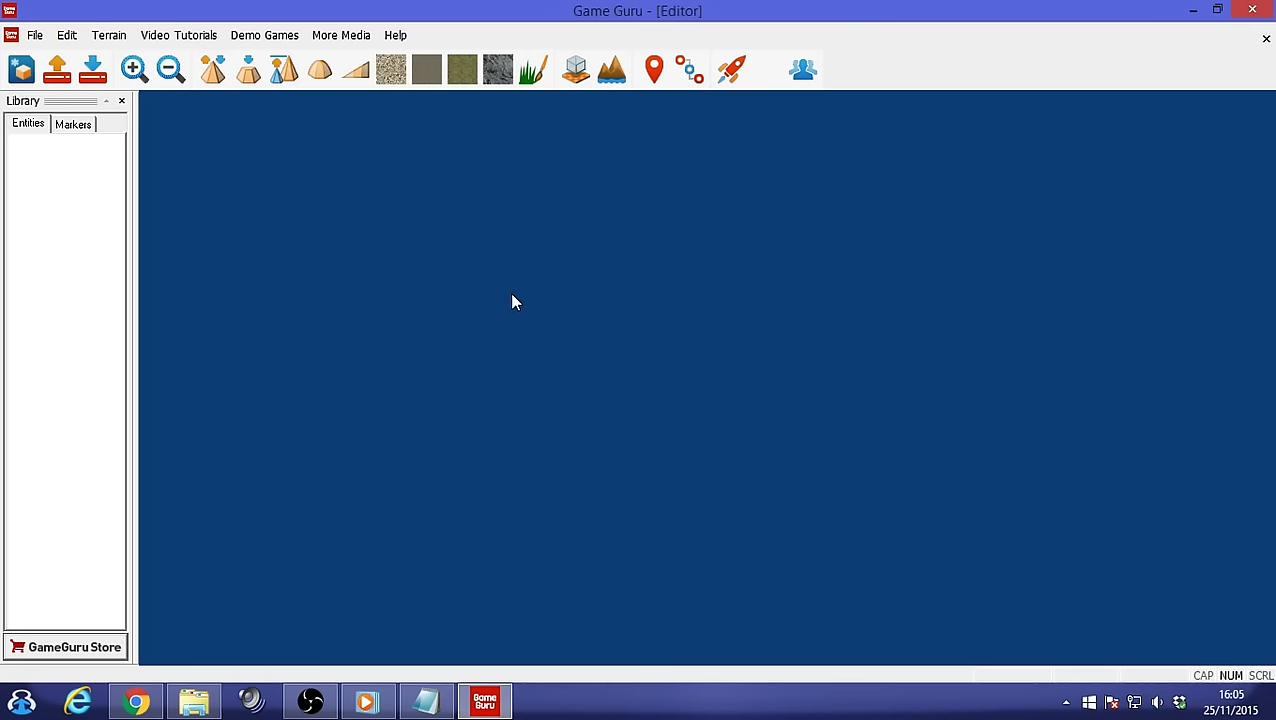 Game Guru - [Editor]
File Edit Terrain Video Tutorials Demo Games More Media Help
Library
Entities Markers
GameGuru Store
CAP NUM SCRL
GAME GURU
16:05
25/11/2015